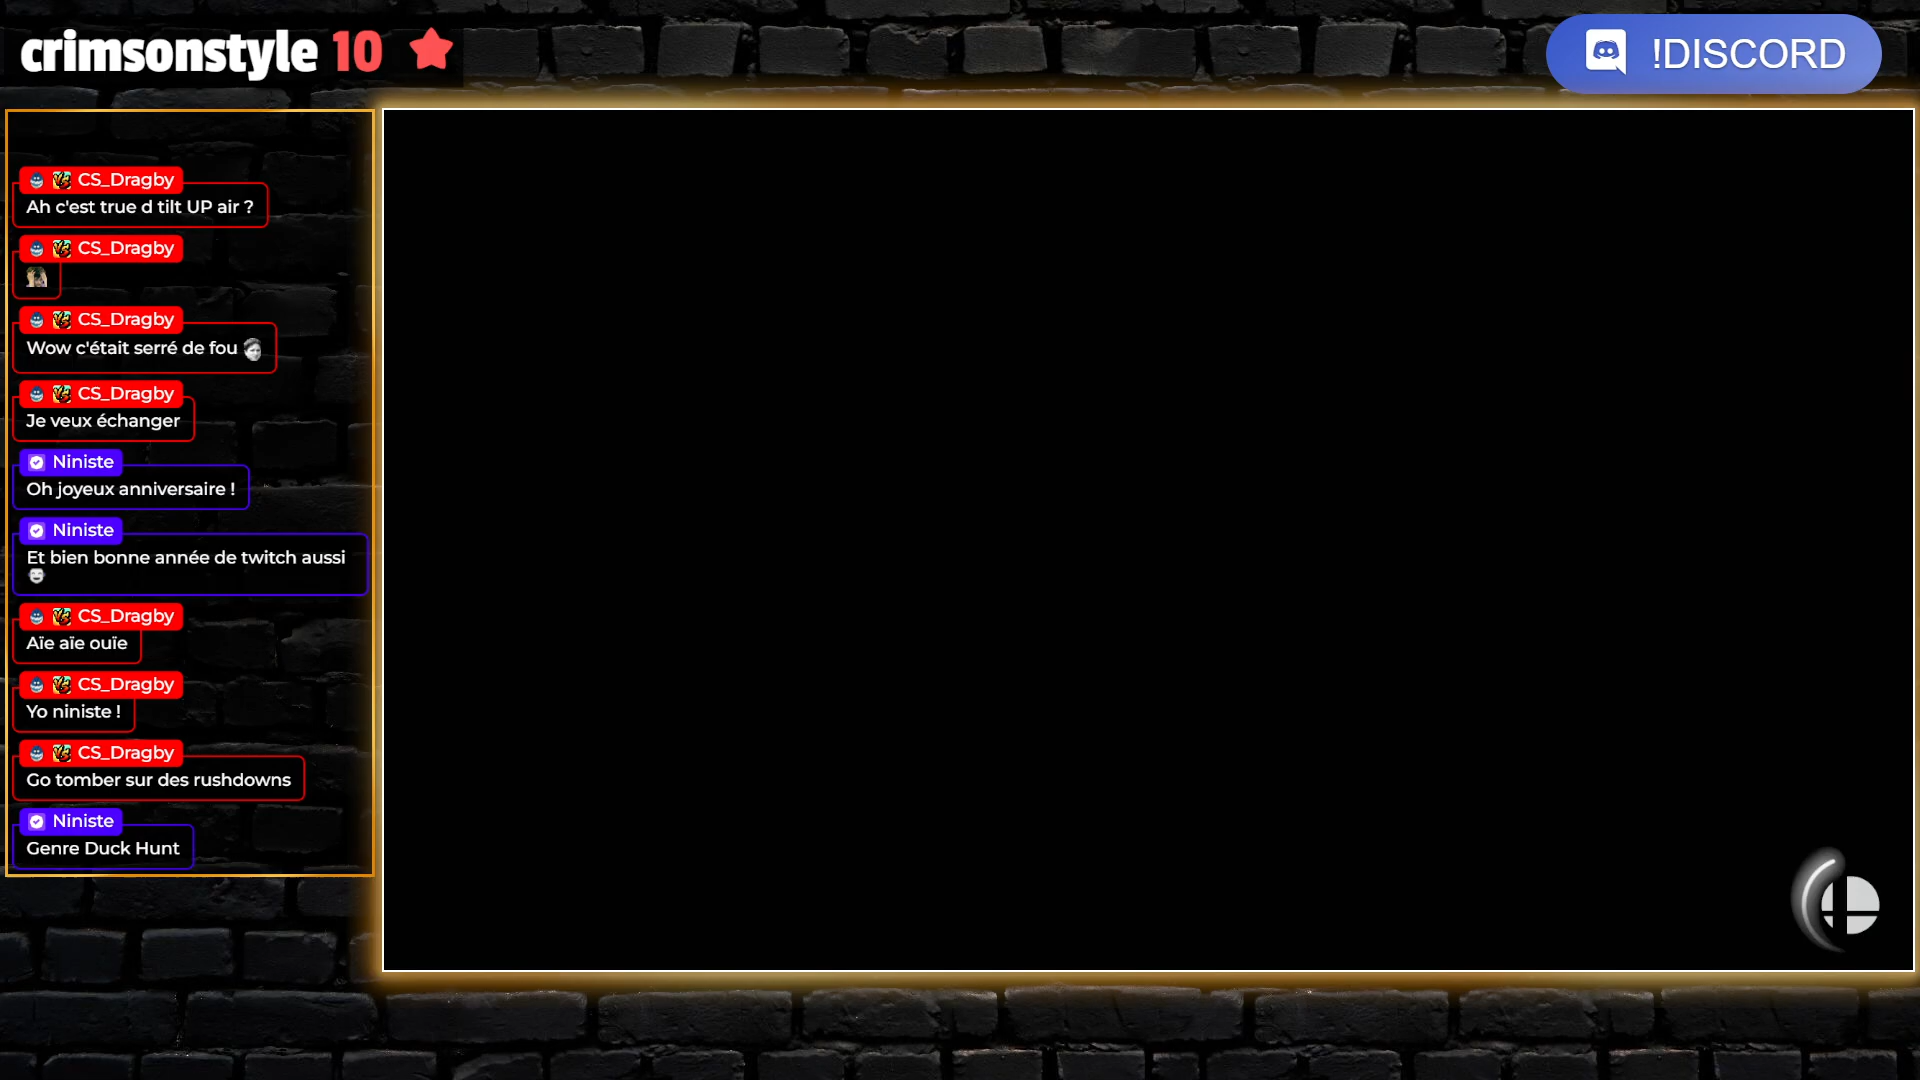 crimsonstyle 10
!DISCORD
CS_Dragby
Ah c'est true d tilt UP air ?
CS_Dragby
CS_Dragby
Wow c'était serré de fou
CS_Dragby
Je veux échanger
Niniste
Oh joyeux anniversaire !
Niniste
Et bien bonne année de twitch aussi
CS_Dragby
Aïe aïe ouïe
CS_Dragby
Yo niniste !
CS_Dragby
Go tomber sur des rushdowns
Niniste
Genre Duck Hunt